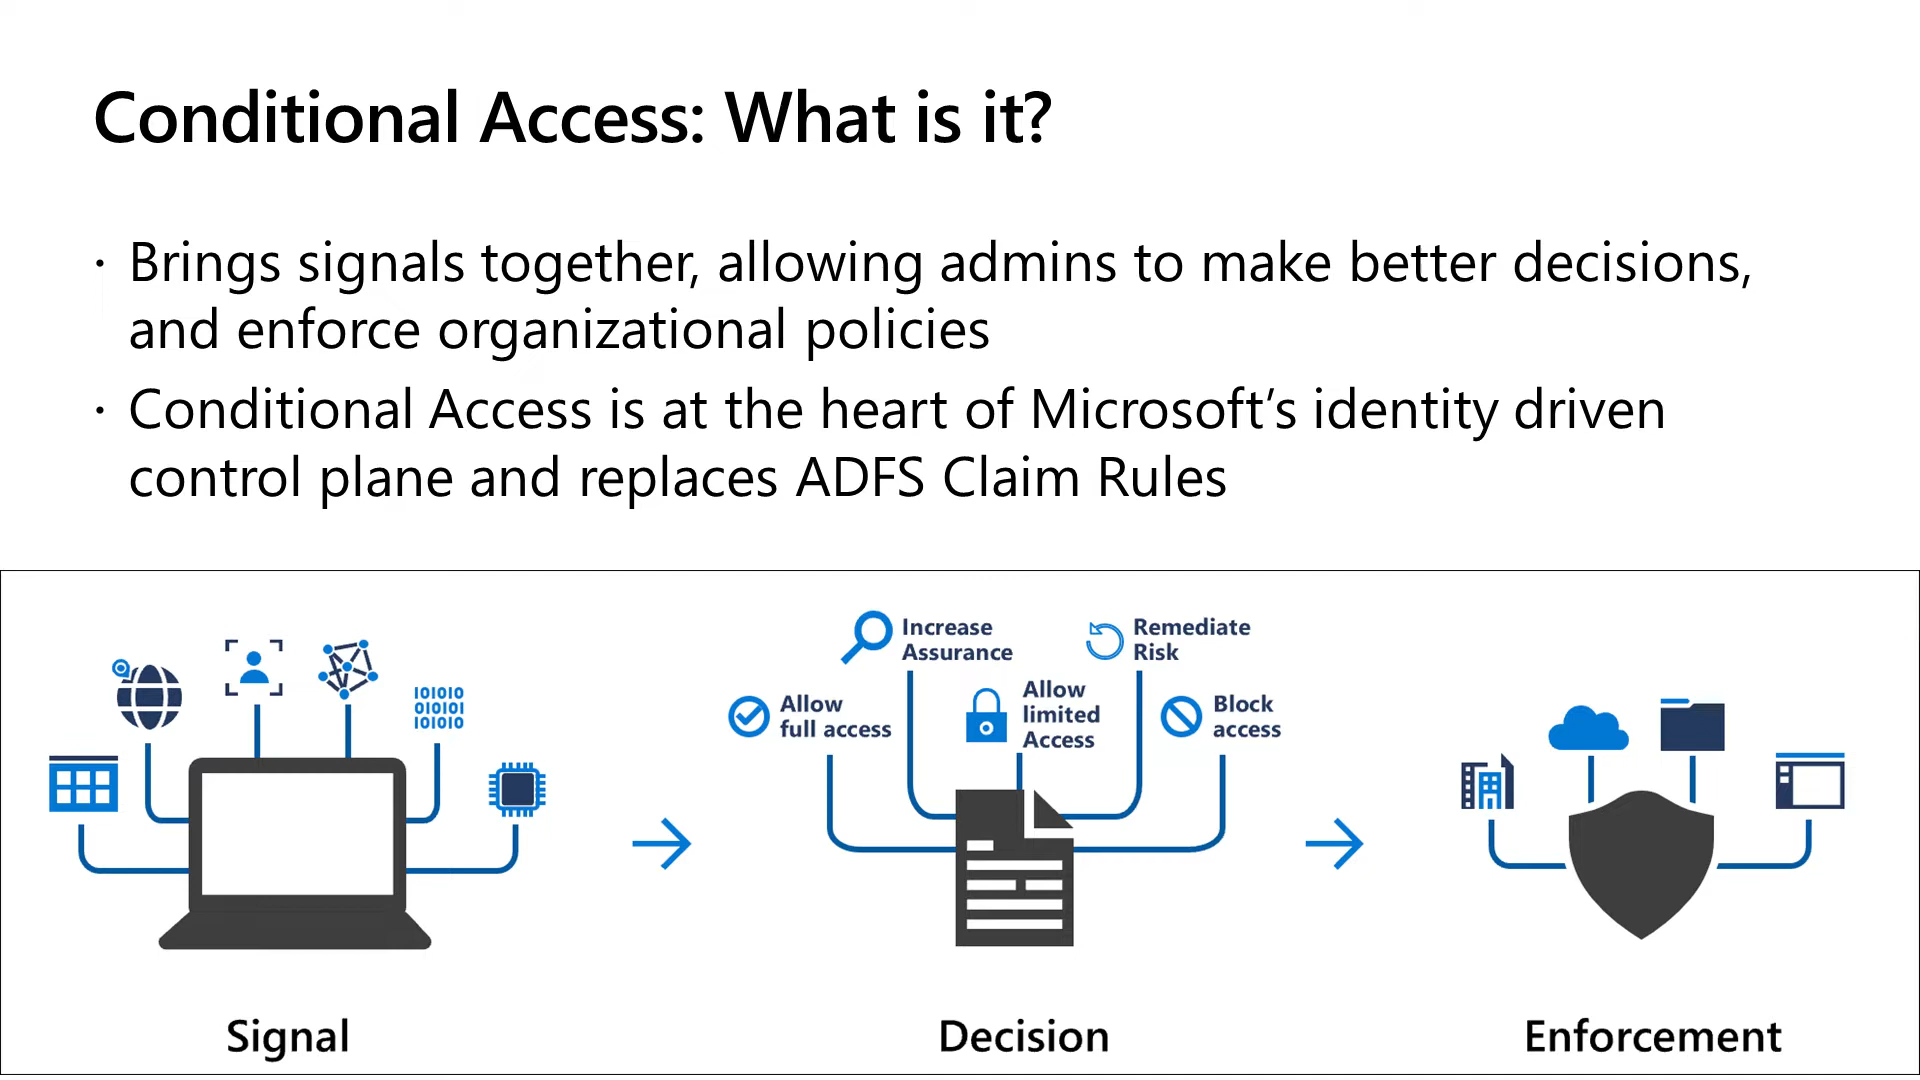 Conditional Access: What is it?
· Brings signals together, allowing admins to make better decisions,
and enforce organizational policies
· Conditional Access is at the heart of Microsoft’s identity driven
control plane and replaces ADFS Claim Rules
101010
010101
101010
Increase
Assurance
Remediate
Risk
Allow
full access
Allow
limited
Access
Block
access
Signal
Decision
Enforcement